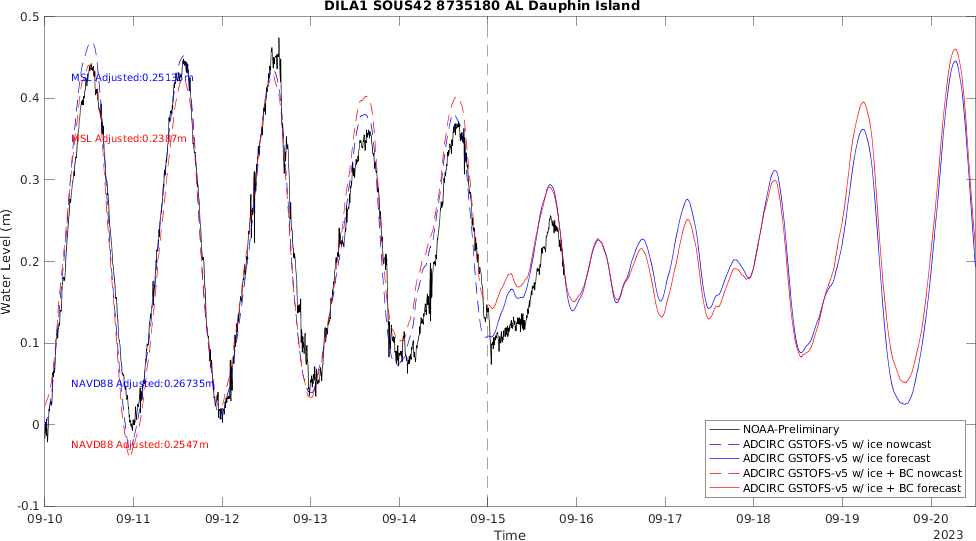 DILA1 SOUS42 8735180 AL Dauphin Island
0.5
0.4
0.3
0.2
0.1
0
-0.1
Water Level (m)
MSL Adjusted:0.2513m
MSL Adjusted:0.2387m
NAVD88 Adjusted:0.26735m
NAVD88 Adjusted:0.2547m
NOAA-Preliminary
ADCIRC GSTOFS-v5 w/ ice nowcast
ADCIRC GSTOFS-v5 w/ ice forecast
ADCIRC GSTOFS-v5 w/ ice + BC nowcast
ADCIRC GSTOFS-v5 w/ ice + BC forecast
09-10 09-11 09-12 09-13 09-14 09-15 09-16 09-17 09-18 09-19 09-20
Time
2023